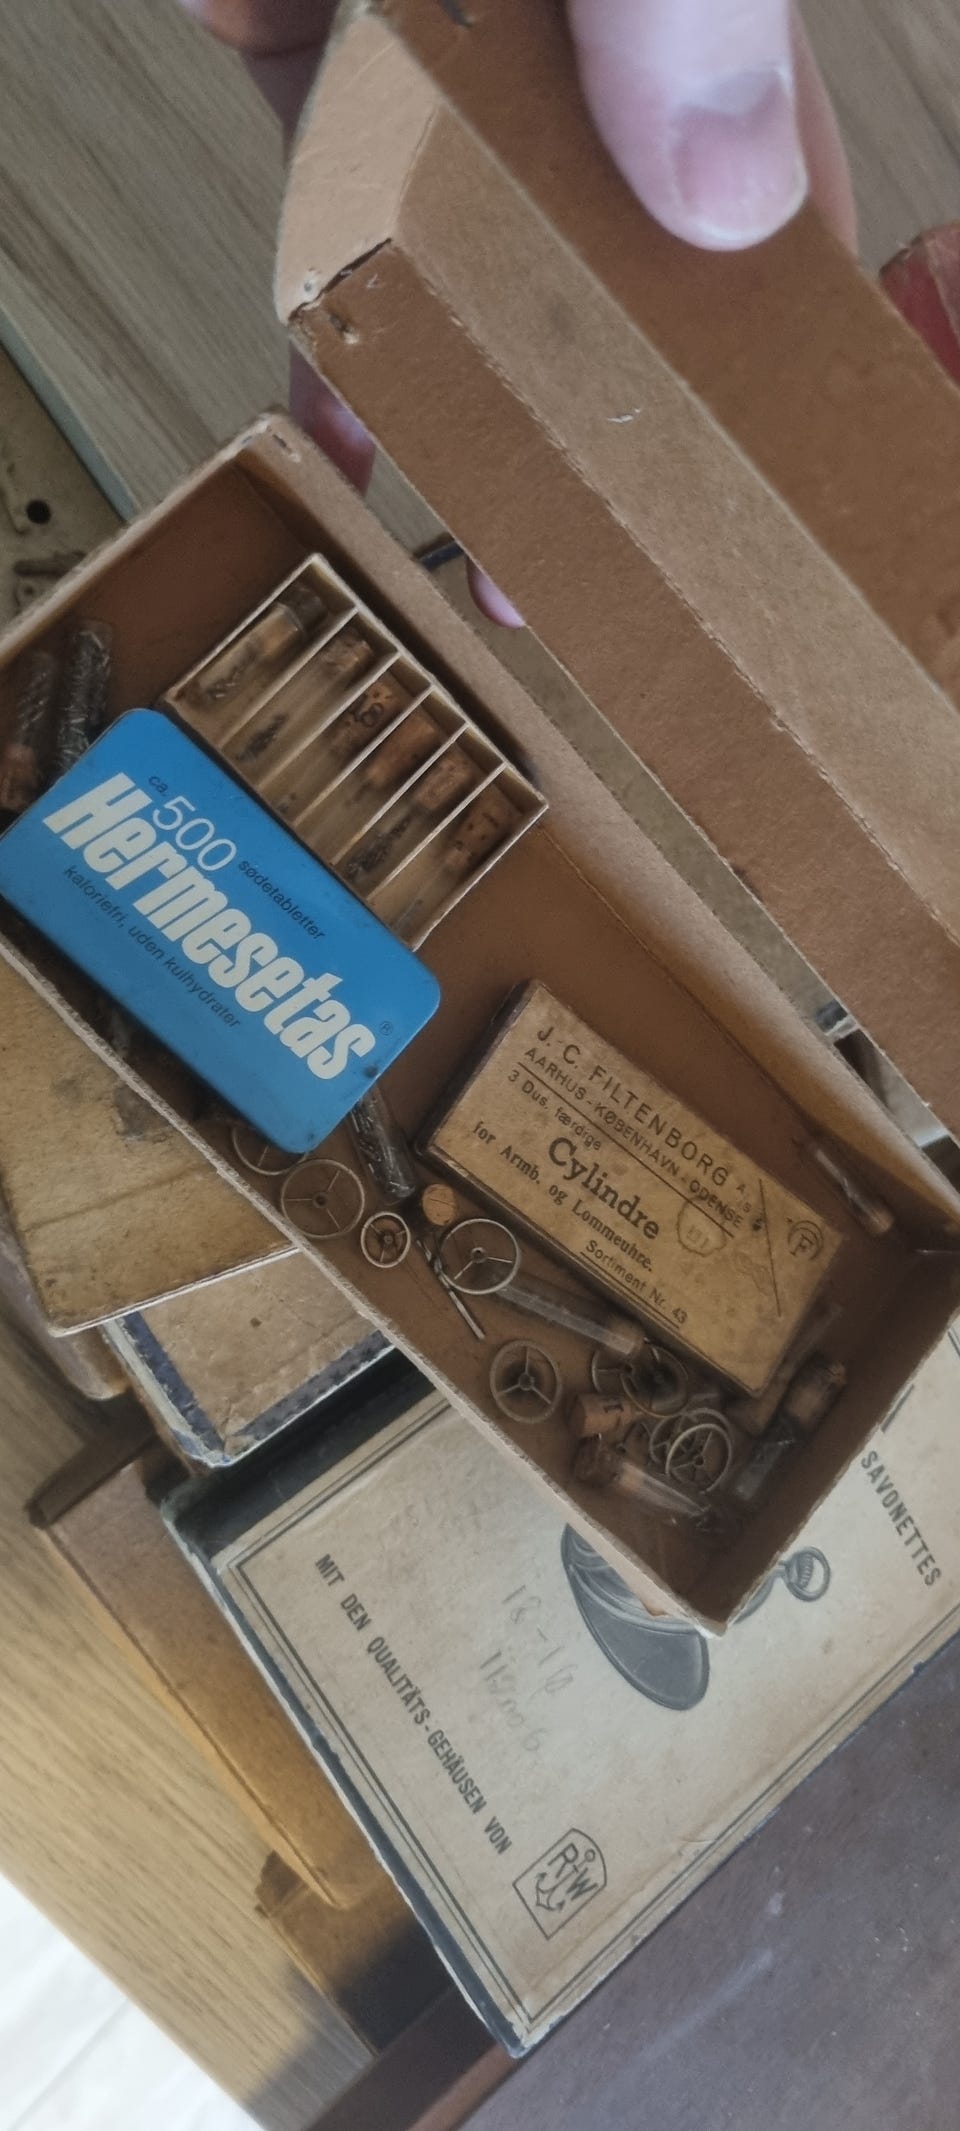 ca. 500 sødetabletter
Hermesetas®
kaloriefri, uden kulhydrater
J. C. FILTENBORG A/S
AARHUS-KØBENHAVN-ODENSE
3 Dus. færdige
Cylindre
for Armb. og Lommeuhre.
Sortiment Nr. 43
F
SAVONETTES
MIT DEN QUALITÄTS-GEHÄUSEN VON
RW